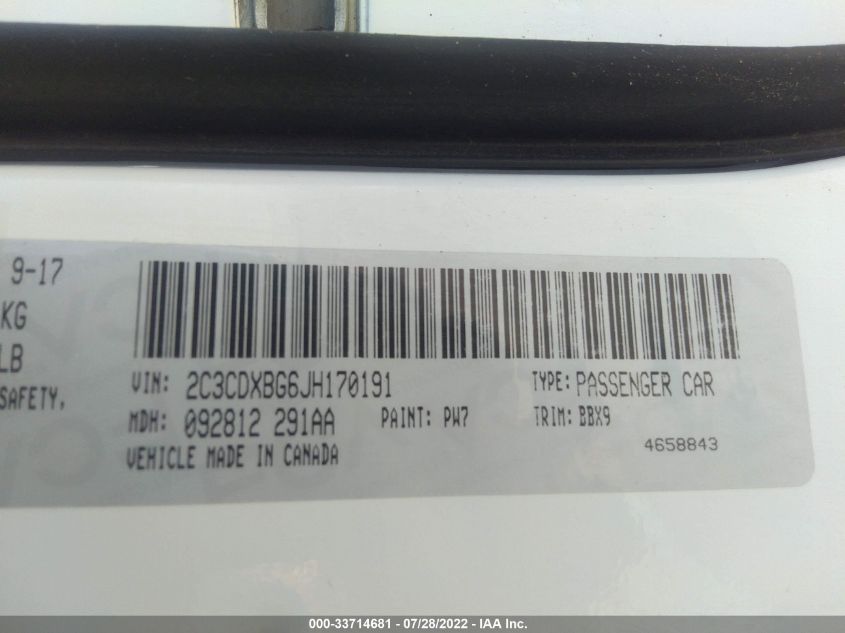 9-17
KG
LB
SAFETY,
VIN: 2C3CDXBG6JH170191 TYPE: PASSENGER CAR
MDH: 092812 291AA PAINT: PW7 TRIM: BBX9
VEHICLE MADE IN CANADA 4658843
000-33714681 - 07/28/2022 - IAA Inc.